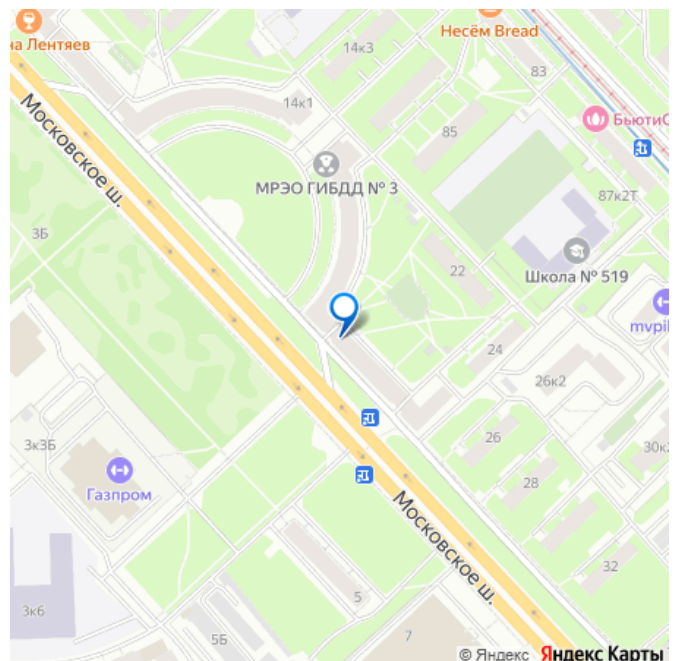 на Лентяев
Несём Bread
14к3
83
14к1
БьютиС
85
МРЭО ГИБДД № 3
Московское ш.
87к2Т
3Б
22
Школа № 519
mvpil
24
26к2
3к3Б
26
30к2
Газпром
28
Московское ш.
32
5
3к6
5Б
7
© Яндекс Яндекс Карты